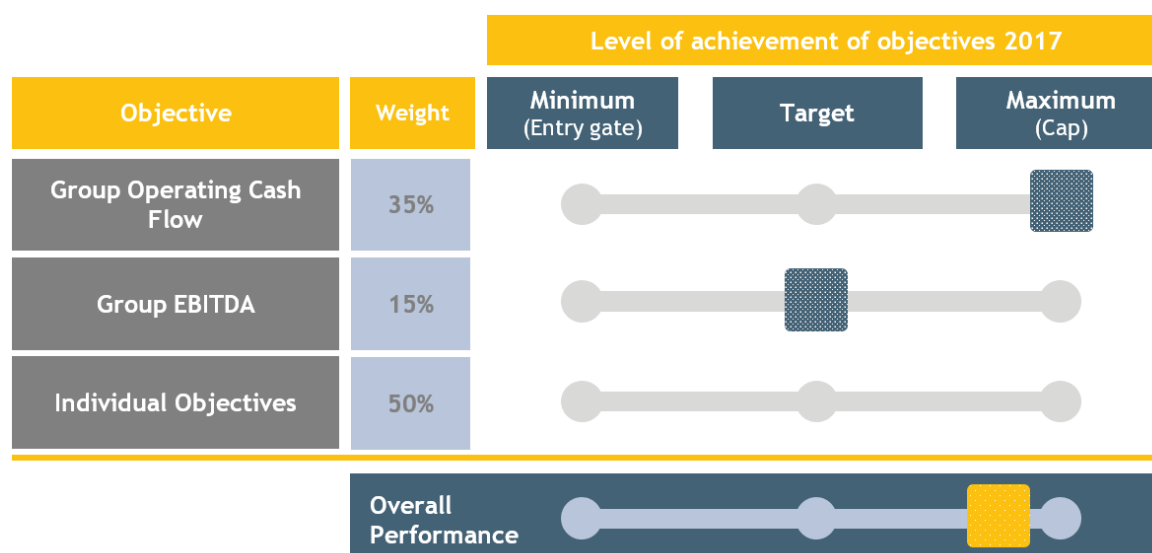 Level of achievement of objectives 2017
Objective
Weight
Minimum
(Entry gate)
Target
Maximum
(Cap)
Group Operating Cash
Flow
35%
Group EBITDA
15%
Individual Objectives
50%
Overall
Performance